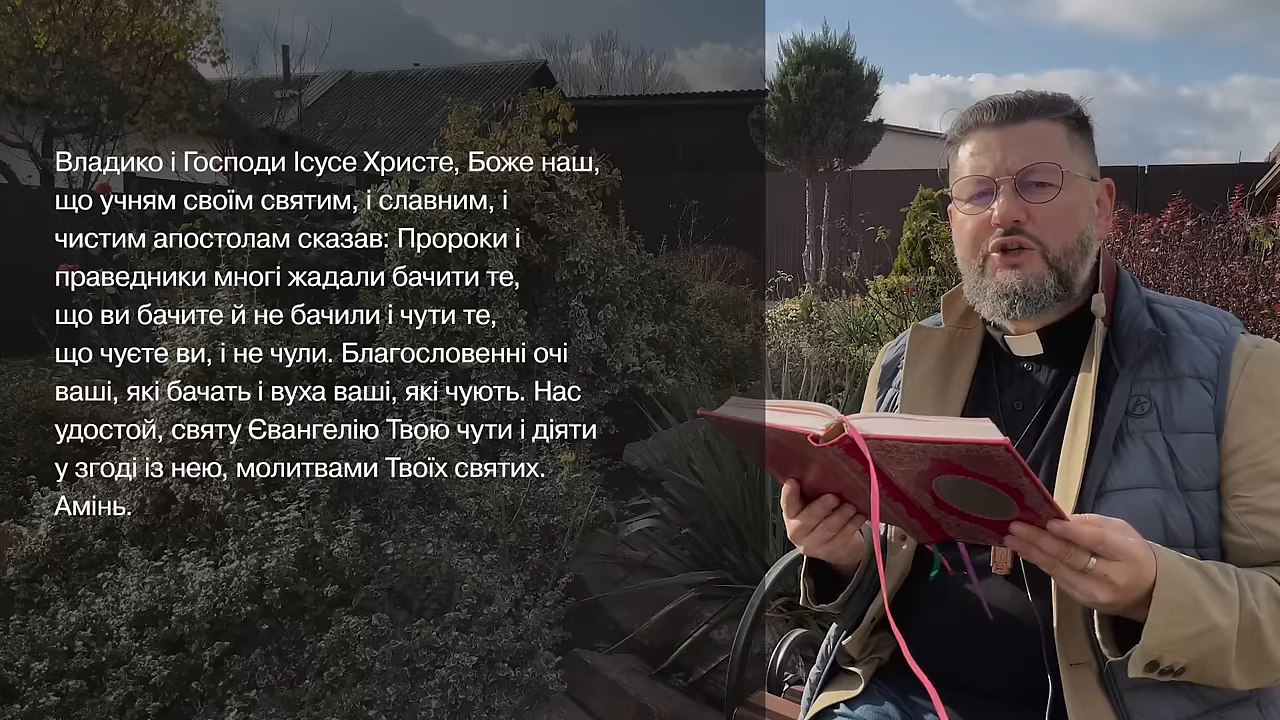 Владико і Господи Ісусе Христе, Боже наш,
що учням своїм святим, і славним, і
чистим апостолам сказав: Пророки і
праведники многі жадали бачити те,
що ви бачите й не бачили і чути те,
що чуєте ви, і не чули. Благословенні очі
ваші, які бачать і вуха ваші, які чують. Нас
удостой, святу Євангелію Твою чути і діяти
у згоді із нею, молитвами Твоїх святих.
Амінь.